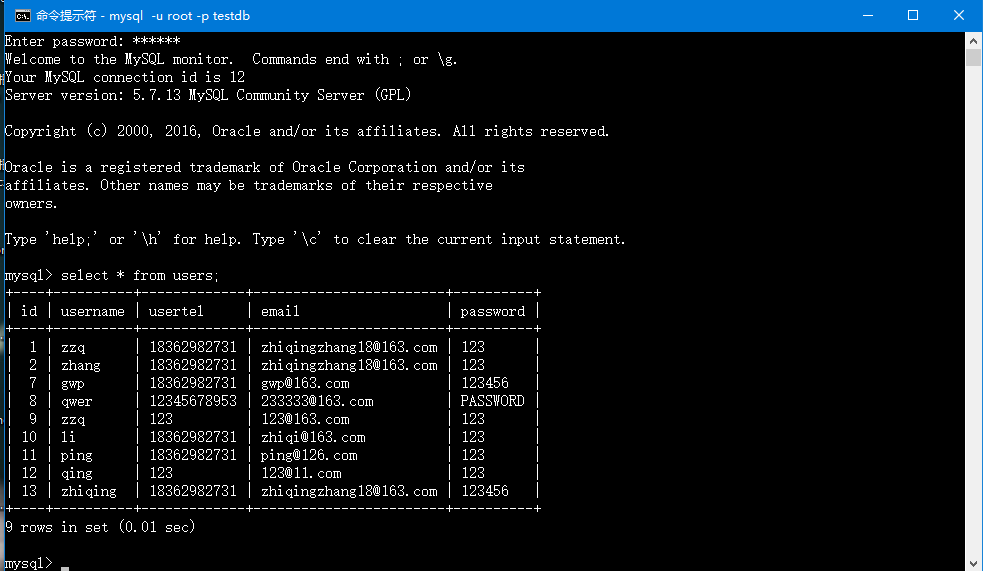 命令提示符 - mysql  -u root -p testdb
Enter password: ******
Welcome to the MySQL monitor.  Commands end with ; or \g.
Your MySQL connection id is 12
Server version: 5.7.13 MySQL Community Server (GPL)
Copyright (c) 2000, 2016, Oracle and/or its affiliates. All rights reserved.
Oracle is a registered trademark of Oracle Corporation and/or its
affiliates. Other names may be trademarks of their respective
owners.
Type 'help;' or '\h' for help. Type '\c' to clear the current input statement.
mysql> select * from users;
+----+----------+-------------+------------------------+----------+
| id | username | usertel     | email                  | password |
+----+----------+-------------+------------------------+----------+
|  1 | zzq      | 18362982731 | zhiqingzhang18@163.com | 123      |
|  2 | zhang    | 18362982731 | zhiqingzhang18@163.com | 123      |
|  7 | gwp      | 18362982731 | gwp@163.com            | 123456   |
|  8 | qwer     | 12345678953 | 233333@163.com         | PASSWORD |
|  9 | zzq      | 123         | 123@163.com            | 123      |
| 10 | li       | 18362982731 | zhiqi@163.com          | 123      |
| 11 | ping     | 18362982731 | ping@126.com           | 123      |
| 12 | qing     | 123         | 123@11.com             | 123      |
| 13 | zhiqing  | 18362982731 | zhiqingzhang18@163.com | 123456   |
+----+----------+-------------+------------------------+----------+
9 rows in set (0.01 sec)
mysql>